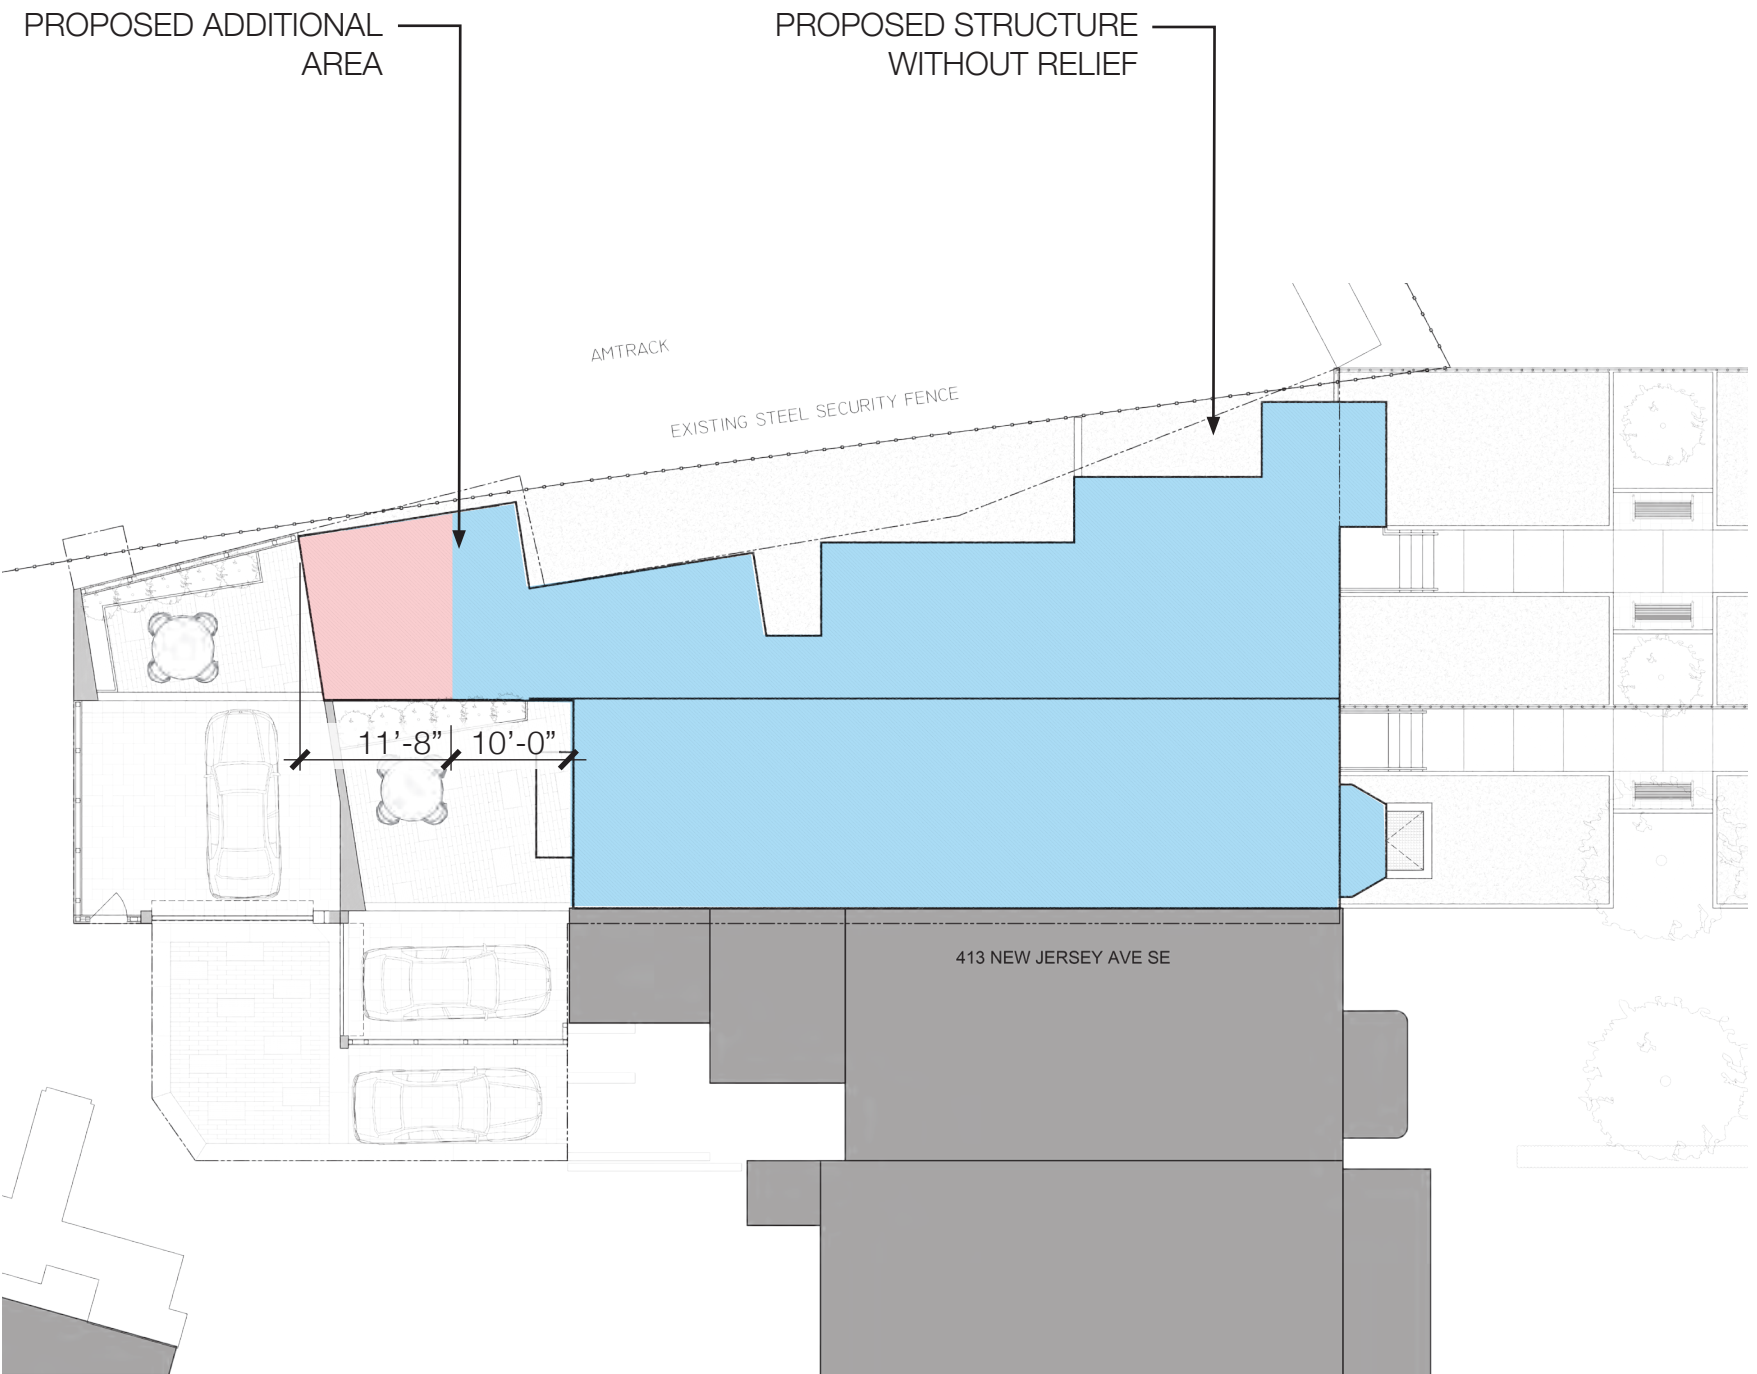 PROPOSED ADDITIONAL
AREA
PROPOSED STRUCTURE
WITHOUT RELIEF
AMTRACK
EXISTING STEEL SECURITY FENCE
11’-8” 10’-0”
413 NEW JERSEY AVE SE